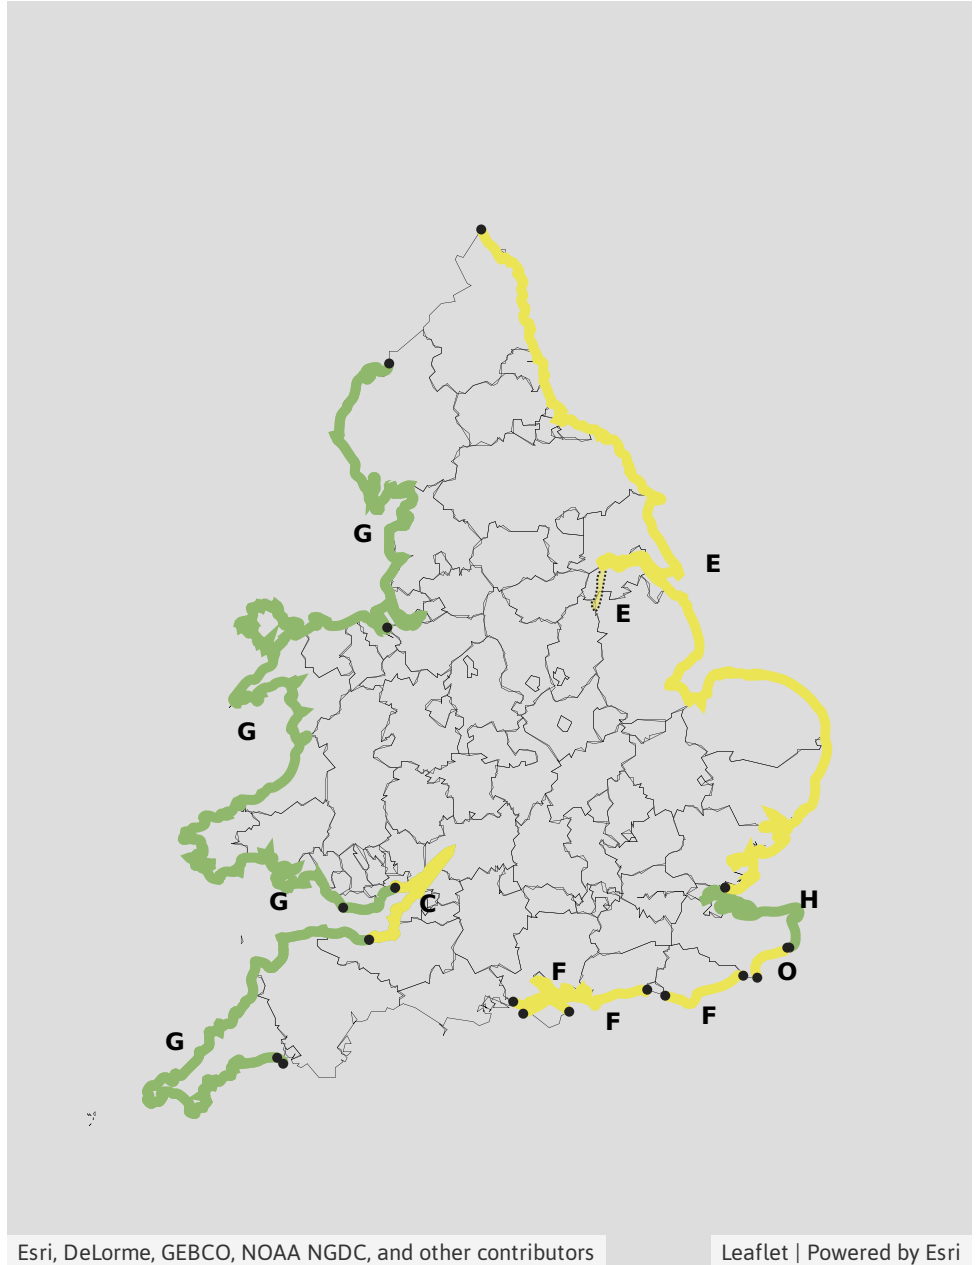 G
E
E
G
C
G
H
F
O
F
F
G
Esri, DeLorme, GEBCO, NOAA NGDC, and other contributors
Leaflet | Powered by Esri